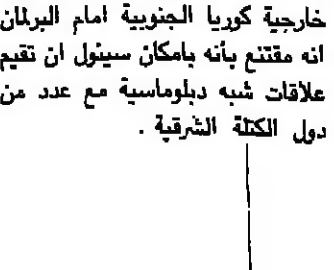 خارجية كوريا الجنوبية امام البرلمان
انه مقتنع بأنه بامكان سيئول ان تقيم
علاقات شبه دبلوماسية مع عدد من
دول الكتلة الشرقية .